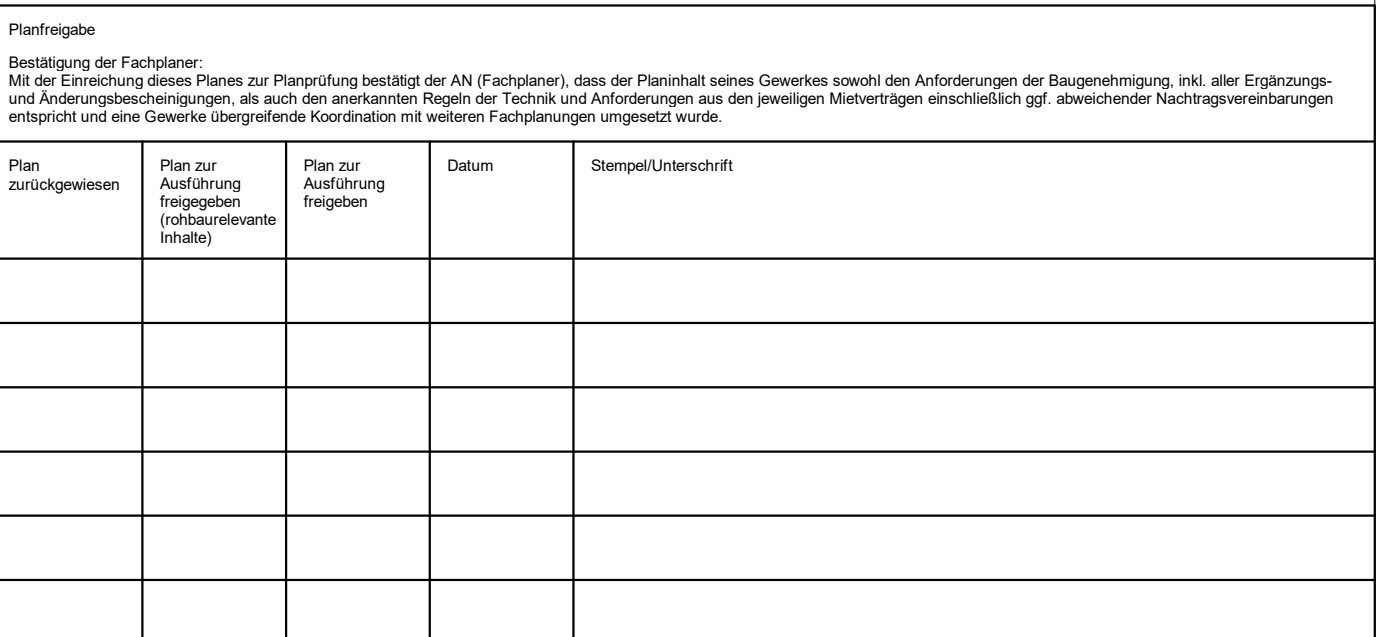 Planfreigabe
Bestätigung der Fachplaner:
Mit der Einreichung dieses Planes zur Planprüfung bestätigt der AN (Fachplaner), dass der Planinhalt seines Gewerkes sowohl den Anforderungen der Baugenehmigung, inkl. aller Ergänzungs-
und Änderungsbescheinigungen, als auch den anerkannten Regeln der Technik und Anforderungen aus den jeweiligen Mietverträgen einschließlich ggf. abweichender Nachtragsvereinbarungen
entspricht und eine Gewerke übergreifende Koordination mit weiteren Fachplanungen umgesetzt wurde.
Plan
zurückgewiesen
Plan zur
Ausführung
freigegeben
(rohbaurelevante
Inhalte)
Plan zur
Ausführung
freigeben
Datum
Stempel/Unterschrift